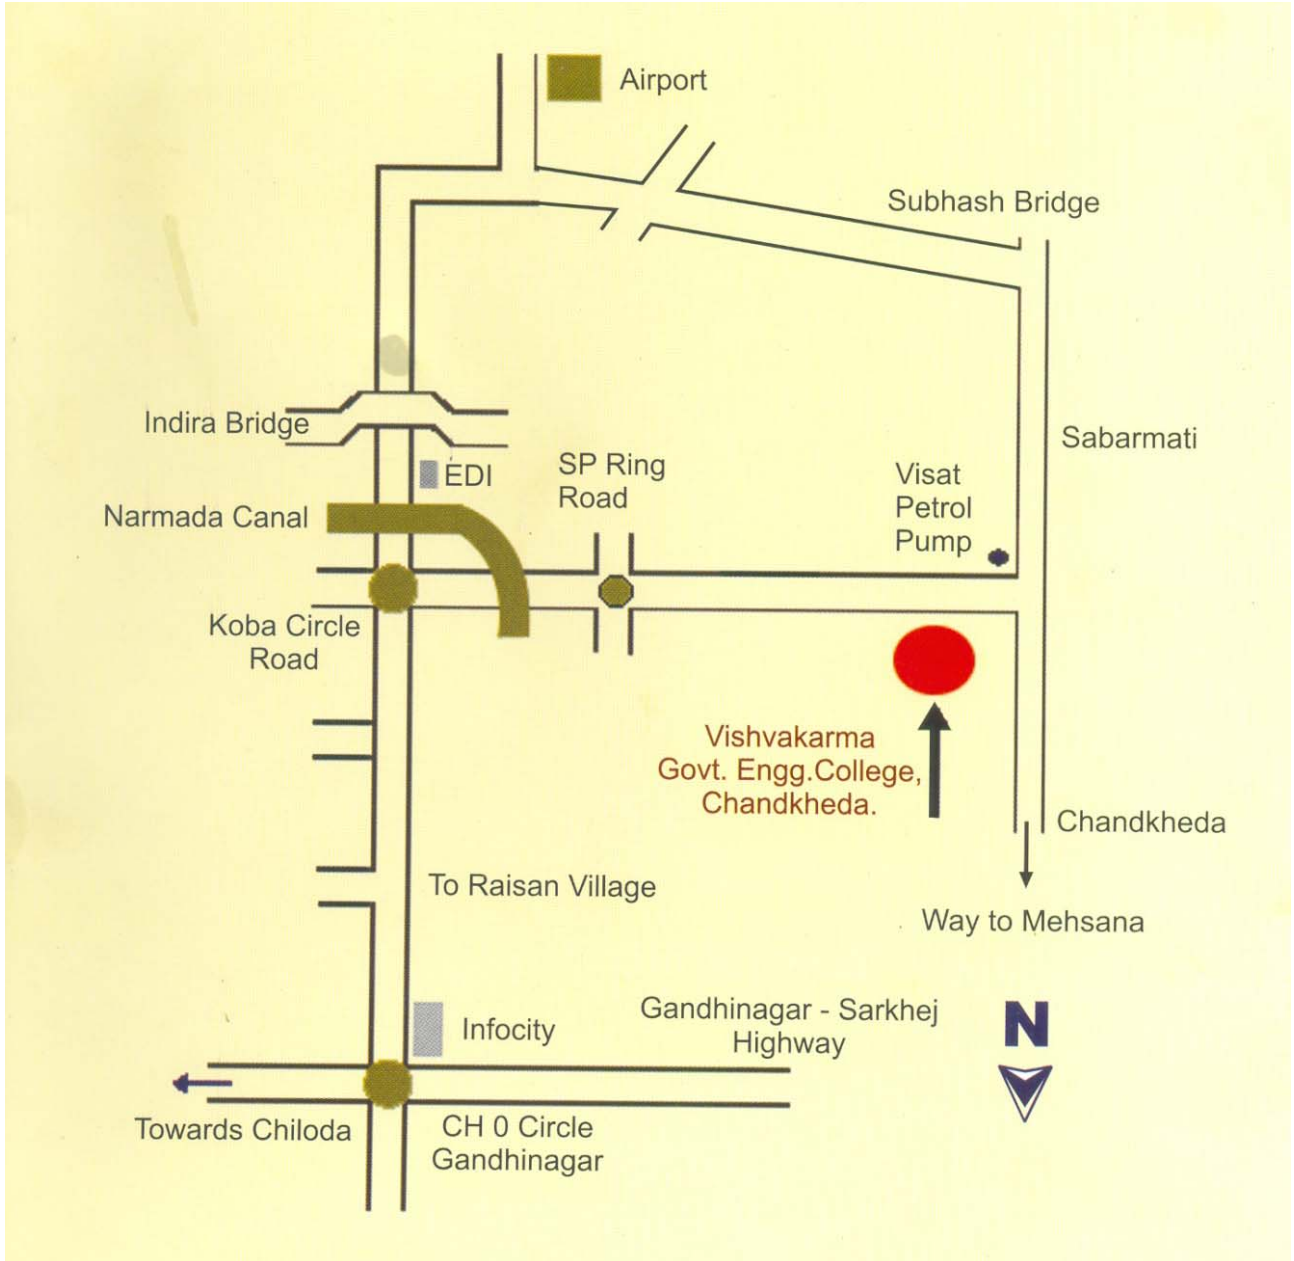 Airport
Subhash Bridge
Indira Bridge
Sabarmati
EDI
SP Ring
Road
Visat
Petrol
Pump
Narmada Canal
Koba Circle
Road
Vishvakarma
Govt. Engg.College,
Chandkheda.
Chandkheda
To Raisan Village
Way to Mehsana
Gandhinagar - Sarkhej
Highway
N
Infocity
Towards Chiloda
CH 0 Circle
Gandhinagar